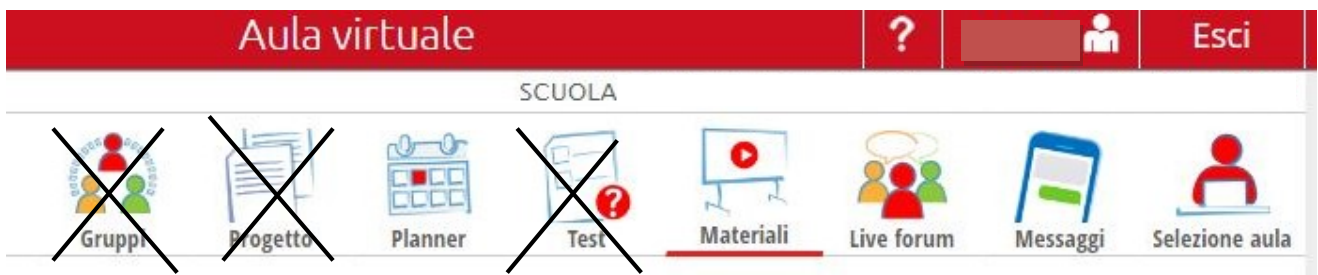 Aula virtuale ? Esci
SCUOLA
Gruppi Progetto Planner Test Materiali Live forum Messaggi Selezione aula